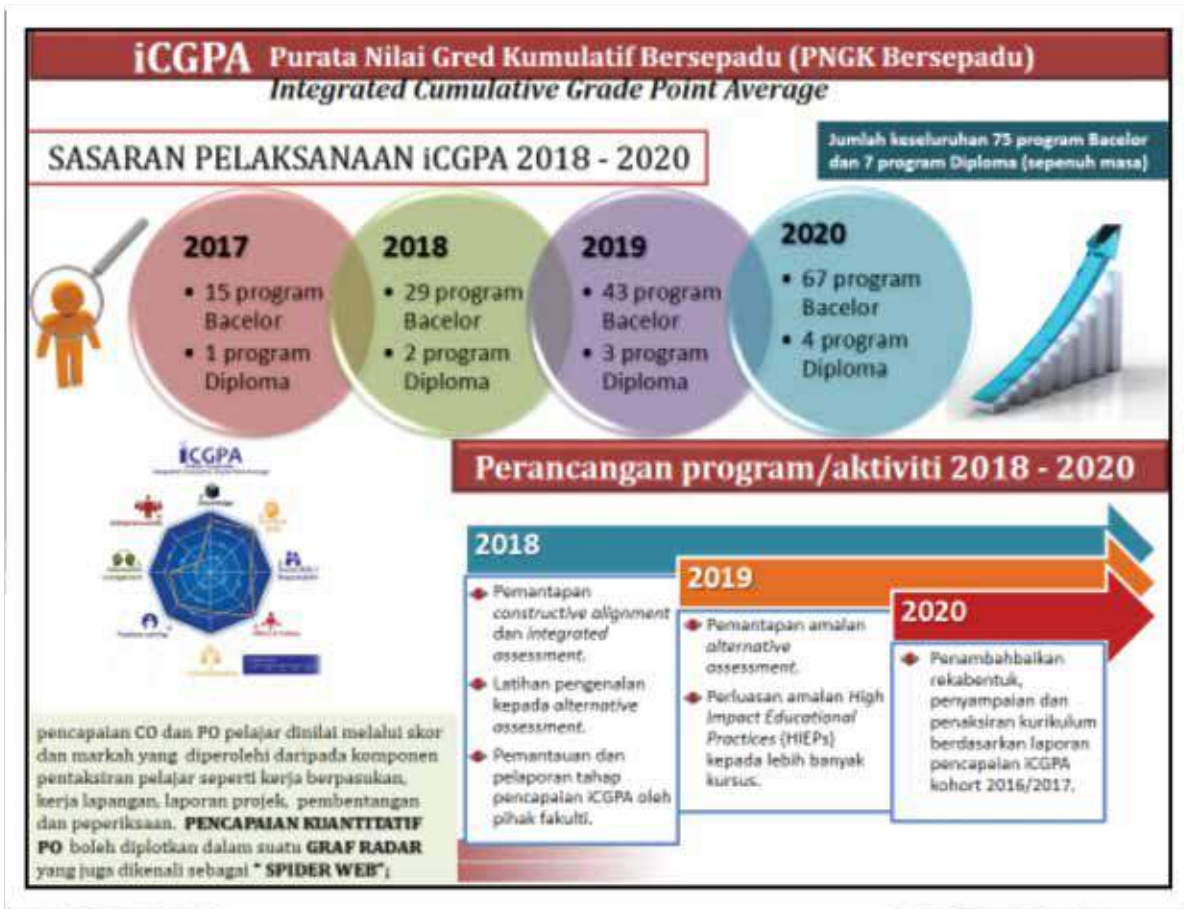 iCGPA Purata Nilai Gred Kumulatif Bersepadu (PNGK Bersepadu)
Integrated Cumulative Grade Point Average
SASARAN PELAKSANAAN iCGPA 2018 - 2020
Jumlah keseluruhan 75 program Bacelor
dan 7 program Diploma (sepenuh masa)
2017
• 15 program
Bacelor
• 1 program
Diploma
2018
• 29 program
Bacelor
• 2 program
Diploma
2019
• 43 program
Bacelor
• 3 program
Diploma
2020
• 67 program
Bacelor
• 4 program
Diploma
iCGPA
pencapaian CO dan PO pelajar dinilai melalui skor
dan markah yang diperolehi daripada komponen
pentaksiran pelajar seperti kerja berpasukan,
kerja lapangan, laporan projek, pembentangan
dan peperiksaan. PENCAPAIAN KUANTITATIF
PO boleh diplotkan dalam suatu GRAF RADAR
yang juga dikenali sebagai " SPIDER WEB";
Perancangan program/aktiviti 2018 - 2020
2018
Pemantapan
constructive alignment
dan integrated
assessment.
Latihan pengenalan
kepada alternative
assessment.
Pemantauan dan
pelaporan tahap
pencapaian iCGPA oleh
pihak fakulti.
2019
Pemantapan amalan
alternative
assessment.
Perluasan amalan High
Impact Educational
Practices (HIEPs)
kepada lebih banyak
kursus.
2020
Penambahbaikan
rekabentuk,
penyampaian dan
penaksiran kurikulum
berdasarkan laporan
pencapaian iCGPA
kohort 2016/2017.